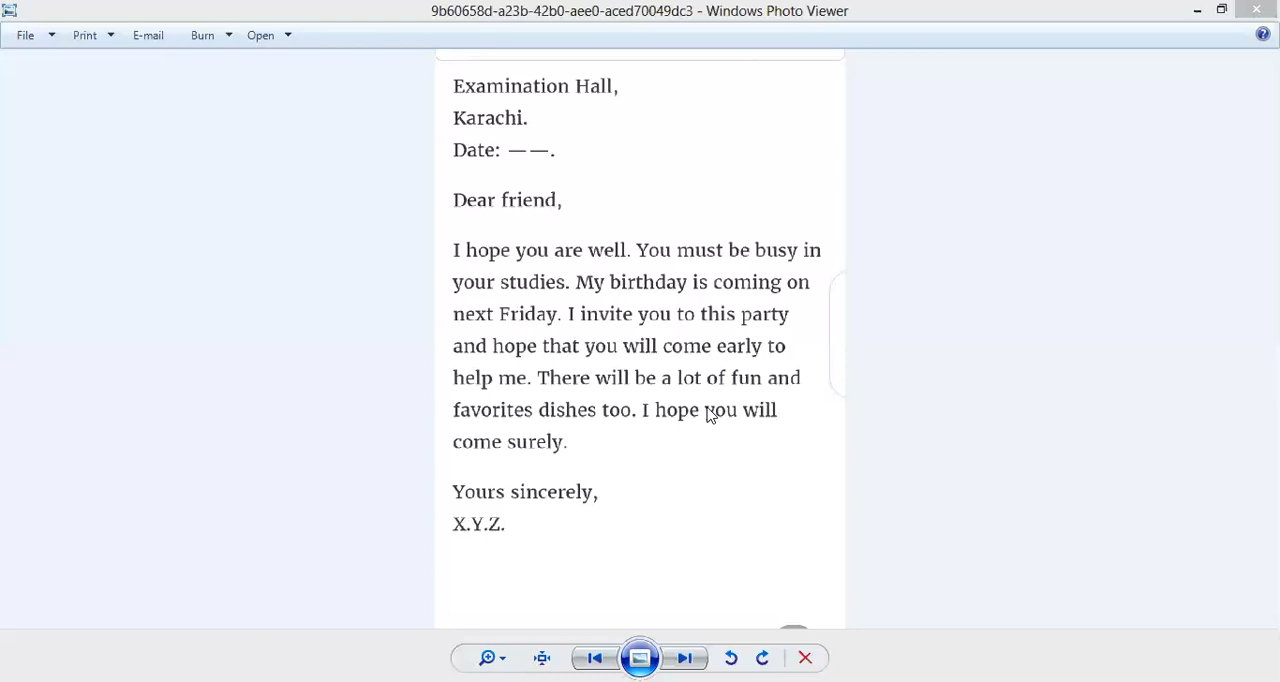 9b60658d-a23b-42b0-aee0-aced70049dc3 - Windows Photo Viewer
File Print E-mail Burn Open
Examination Hall,
Karachi.
Date: ——.
Dear friend,
I hope you are well. You must be busy in
your studies. My birthday is coming on
next Friday. I invite you to this party
and hope that you will come early to
help me. There will be a lot of fun and
favorites dishes too. I hope you will
come surely.
Yours sincerely,
X.Y.Z.